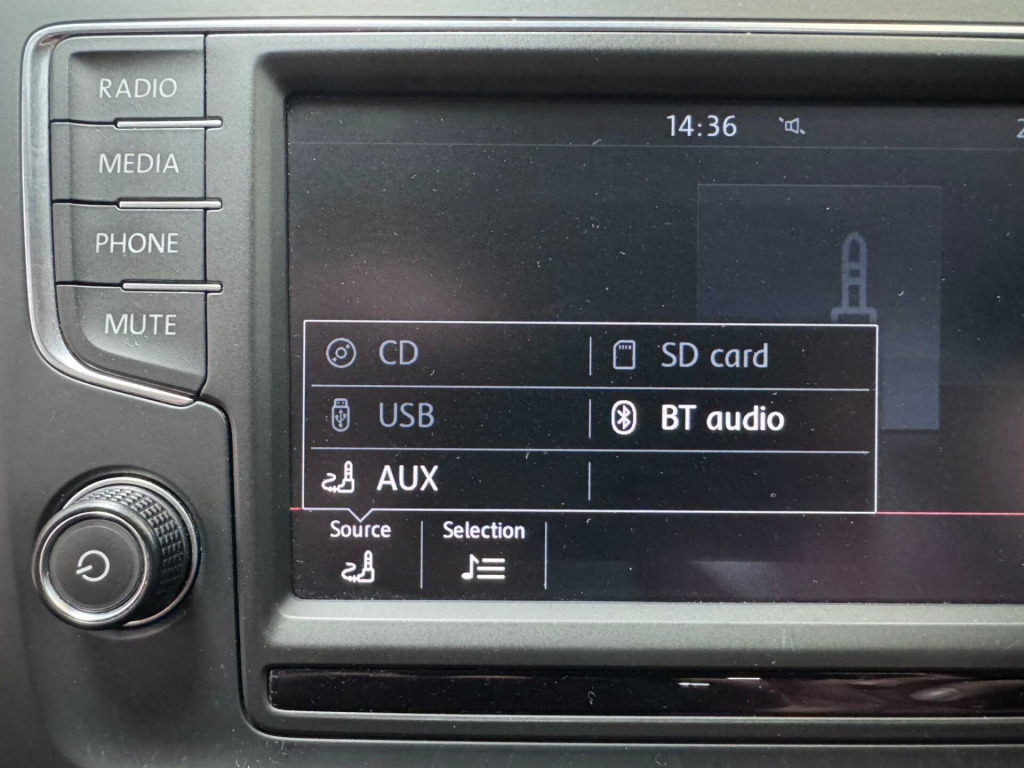 RADIO
MEDIA
PHONE
MUTE
14:36
CD
SD card
USB
BT audio
AUX
Source
Selection